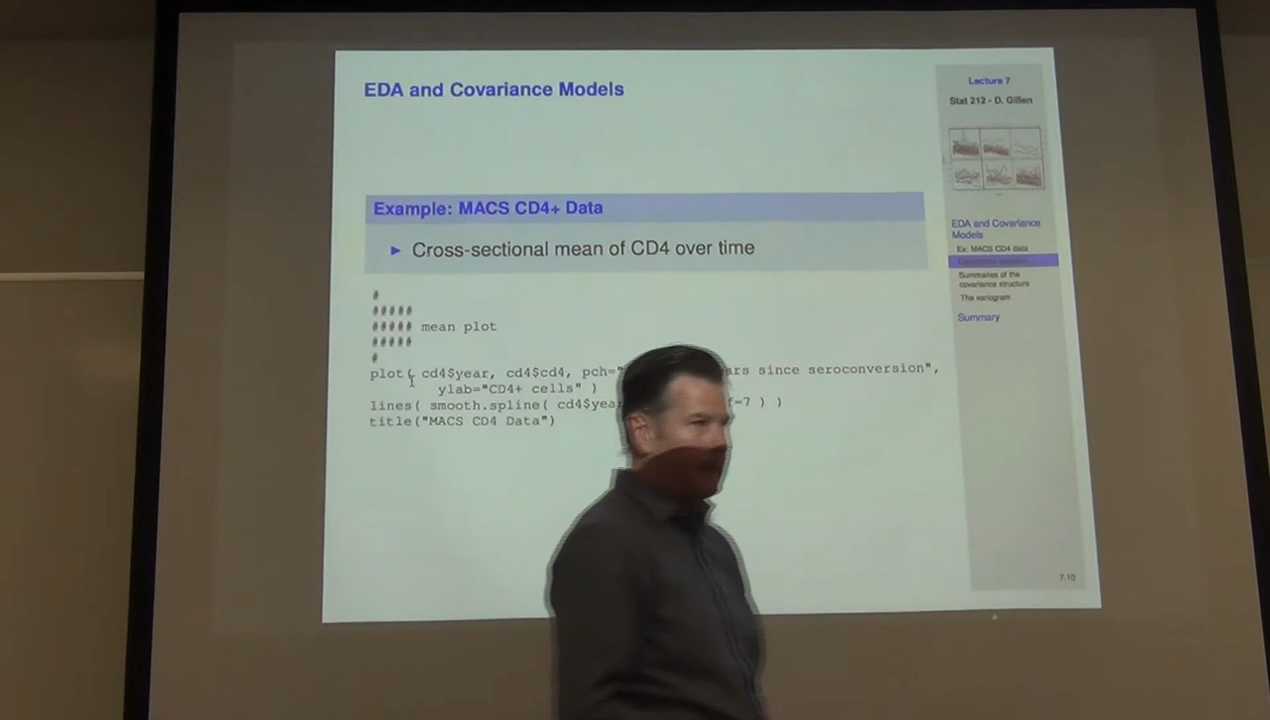 EDA and Covariance Models
Example: MACS CD4+ Data
Cross-sectional mean of CD4 over time
#
#####
##### mean plot
#####
#
plot( cd4$year, cd4$cd4, pch=" ars since seroconversion",
ylab="CD4+ cells" )
lines( smooth.spline( cd4$yea f=7 ) )
title("MACS CD4 Data")
Lecture 7
Stat 212 - D. Gillen
EDA and Covariance
Models
Ex: MACS CD4 data
Summaries of the
covariance structure
The variogram
Summary
7.10